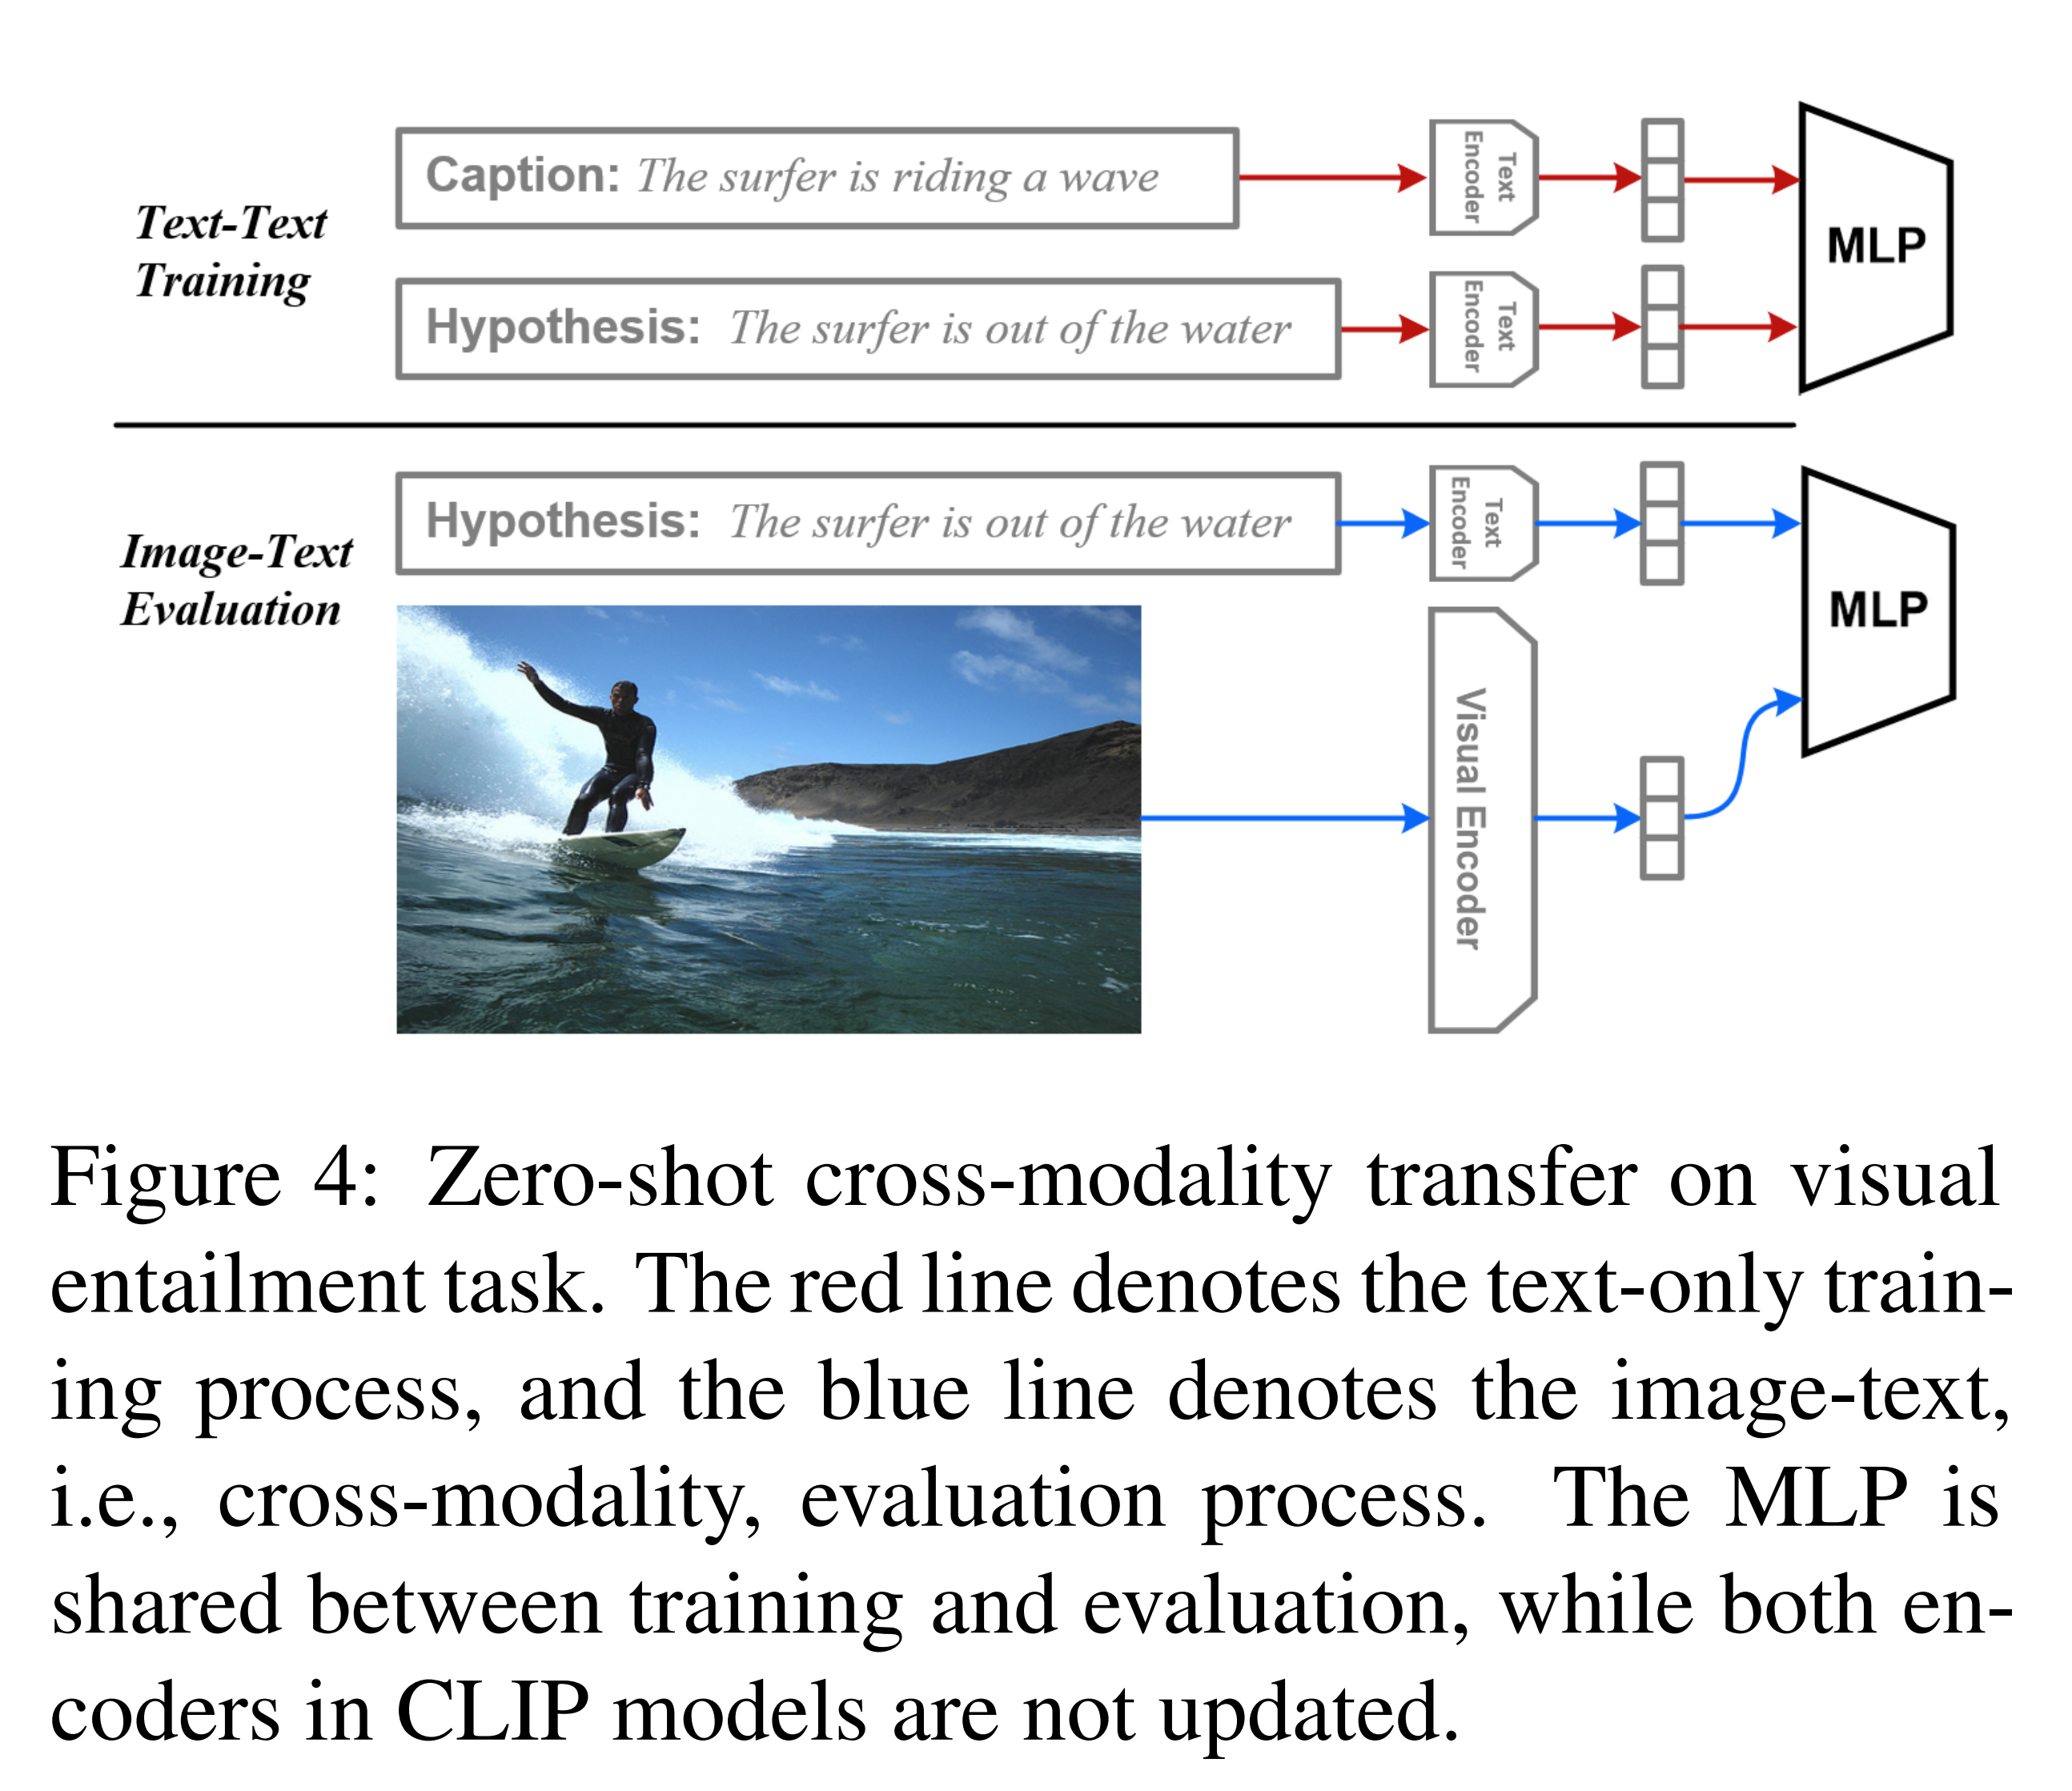 Text-Text
Training
Caption: The surfer is riding a wave
Text
Encoder
MLP
Hypothesis: The surfer is out of the water
Text
Encoder
Image-Text
Evaluation
Hypothesis: The surfer is out of the water
Text
Encoder
MLP
Visual Encoder
Figure 4: Zero-shot cross-modality transfer on visual
entailment task. The red line denotes the text-only train-
ing process, and the blue line denotes the image-text,
i.e., cross-modality, evaluation process. The MLP is
shared between training and evaluation, while both en-
coders in CLIP models are not updated.